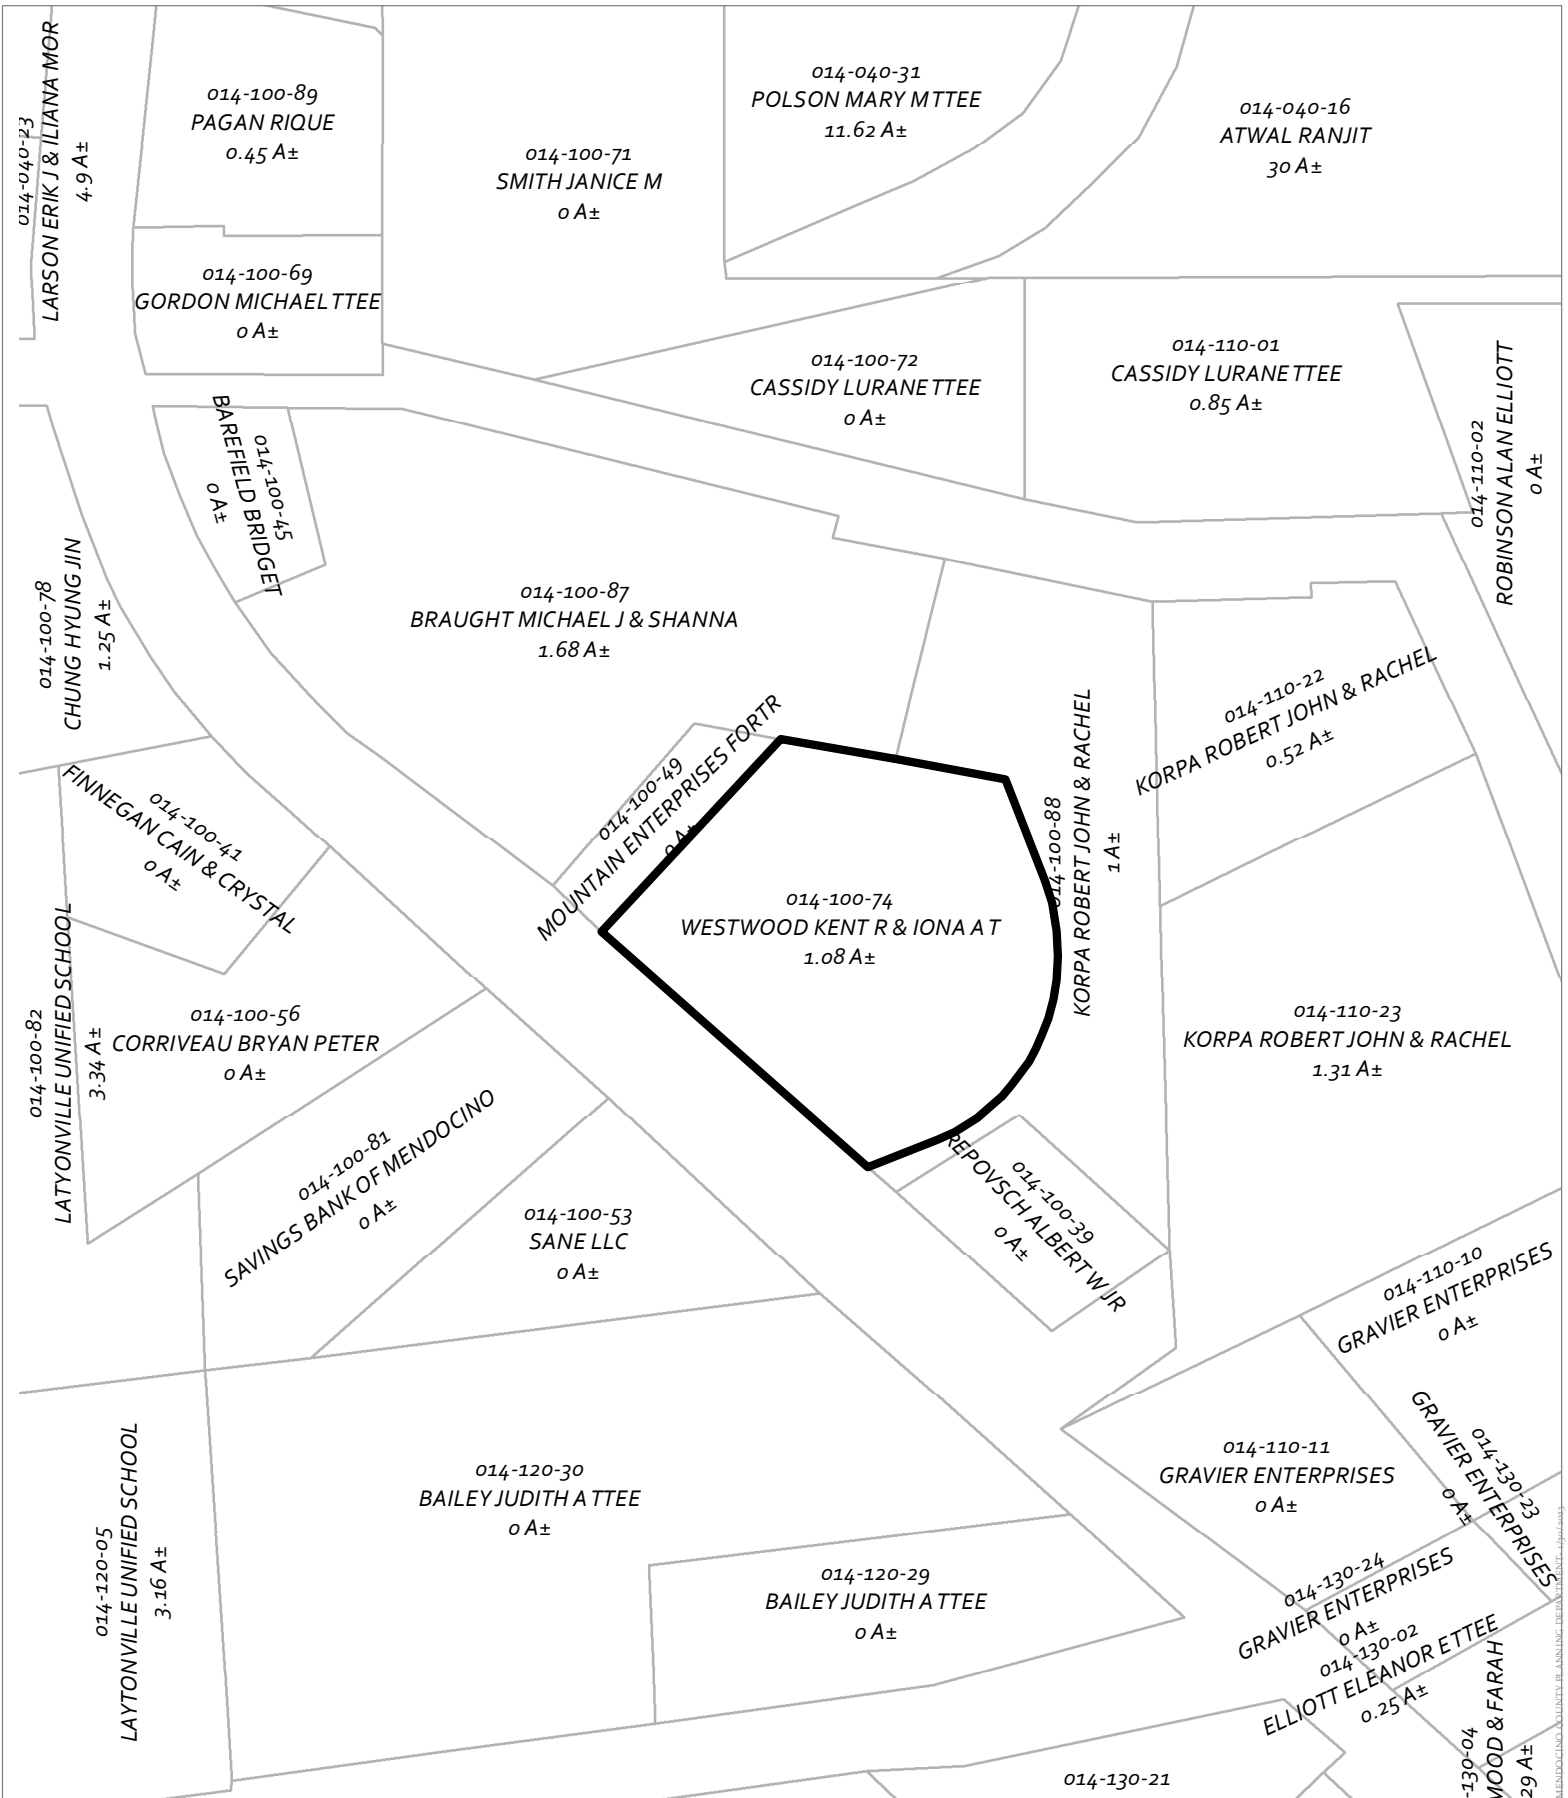 014-040-23
LARSON ERIK J & ILIANA MOR
4.9 A±
014-100-89
PAGAN RIQUE
0.45 A±
014-100-71
SMITH JANICE M
0 A±
014-040-31
POLSON MARY M TTEE
11.62 A±
014-040-16
ATWAL RANJIT
30 A±
014-100-69
GORDON MICHAEL TTEE
0 A±
014-100-72
CASSIDY LURANE TTEE
0 A±
014-110-01
CASSIDY LURANE TTEE
0.85 A±
014-110-02
ROBINSON ALAN ELLIOTT
0 A±
014-100-45
BAREFIELD BRIDGET
0 A±
014-100-78
CHUNG HYUNG JIN
1.25 A±
014-100-87
BRAUGHT MICHAEL J & SHANNA
1.68 A±
014-110-22
KORPA ROBERT JOHN & RACHEL
0.52 A±
014-100-49
MOUNTAIN ENTERPRISES FORTR
0 A±
014-100-88
KORPA ROBERT JOHN & RACHEL
1 A±
014-100-41
FINNEGAN CAIN & CRYSTAL
0 A±
014-100-74
WESTWOOD KENT R & IONA A T
1.08 A±
014-100-82
LATYONVILLE UNIFIED SCHOOL
3.34 A±
014-100-56
CORRIVEAU BRYAN PETER
0 A±
014-110-23
KORPA ROBERT JOHN & RACHEL
1.31 A±
014-100-81
SAVINGS BANK OF MENDOCINO
0 A±
014-100-53
SANE LLC
0 A±
014-100-39
REPOVSCH ALBERT W JR
0 A±
014-110-10
GRAVIER ENTERPRISES
0 A±
014-110-11
GRAVIER ENTERPRISES
0 A±
014-130-23
GRAVIER ENTERPRISES
0 A±
014-120-30
BAILEY JUDITH A TTEE
0 A±
014-120-05
LAYTONVILLE UNIFIED SCHOOL
3.16 A±
014-120-29
BAILEY JUDITH A TTEE
0 A±
014-130-24
GRAVIER ENTERPRISES
0 A±
014-130-02
ELLIOTT ELEANOR E TTEE
0.25 A±
-130-04
MOOD & FARAH
29 A±
014-130-21
MENDOCINO COUNTY PLANNING DEPARTMENT-